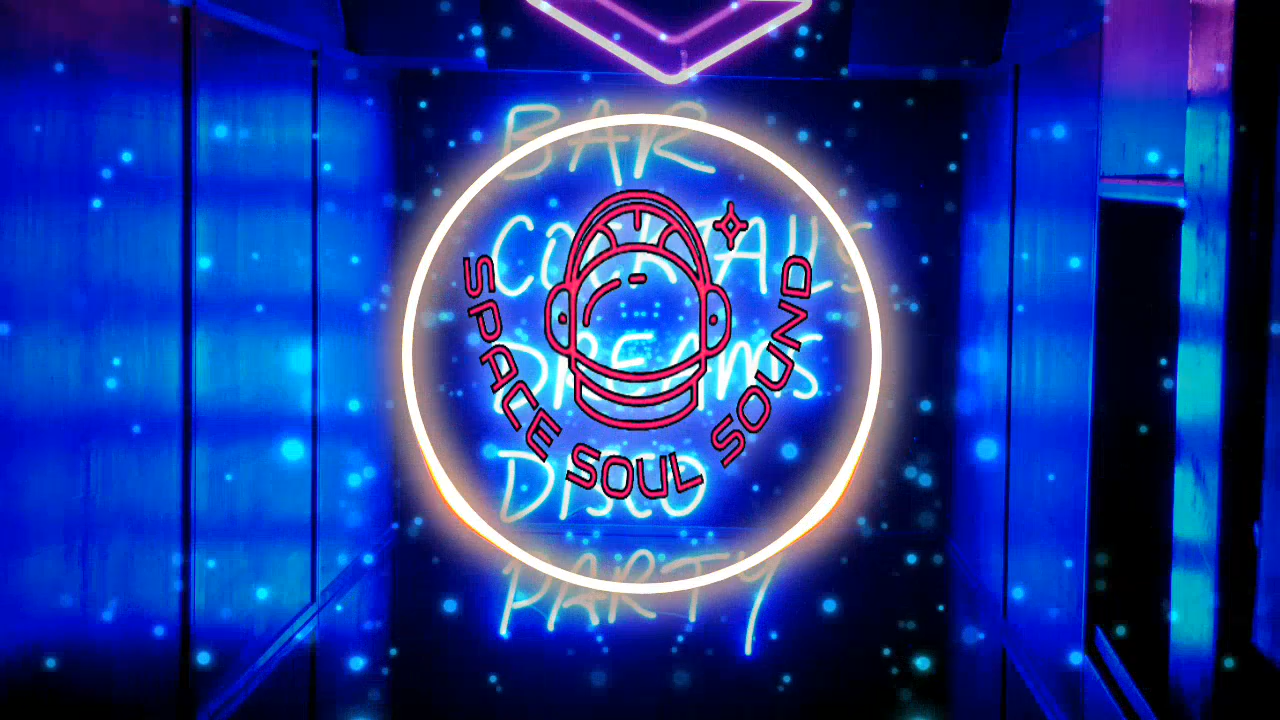 BAR
COCKTAILS
DREAMS
DISCO
PARTY
SPACE SOUL SOUND